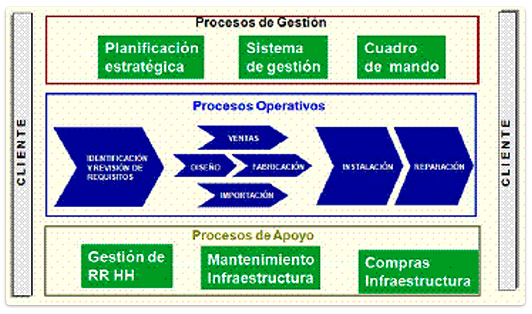 Procesos de Gestión
CLIENTE
Planificación
estratégica
Sistema
de gestión
Cuadro
de mando
Procesos Operativos
IDENTIFICACIÓN
Y REVISIÓN DE
REQUISITOS
VENTAS
DISEÑO
FABRICACIÓN
IMPORTACIÓN
INSTALACIÓN
REPARACIÓN
Procesos de Apoyo
Gestión de
RR HH
Mantenimiento
Infraestructura
Compras
Infraestructura
CLIENTE